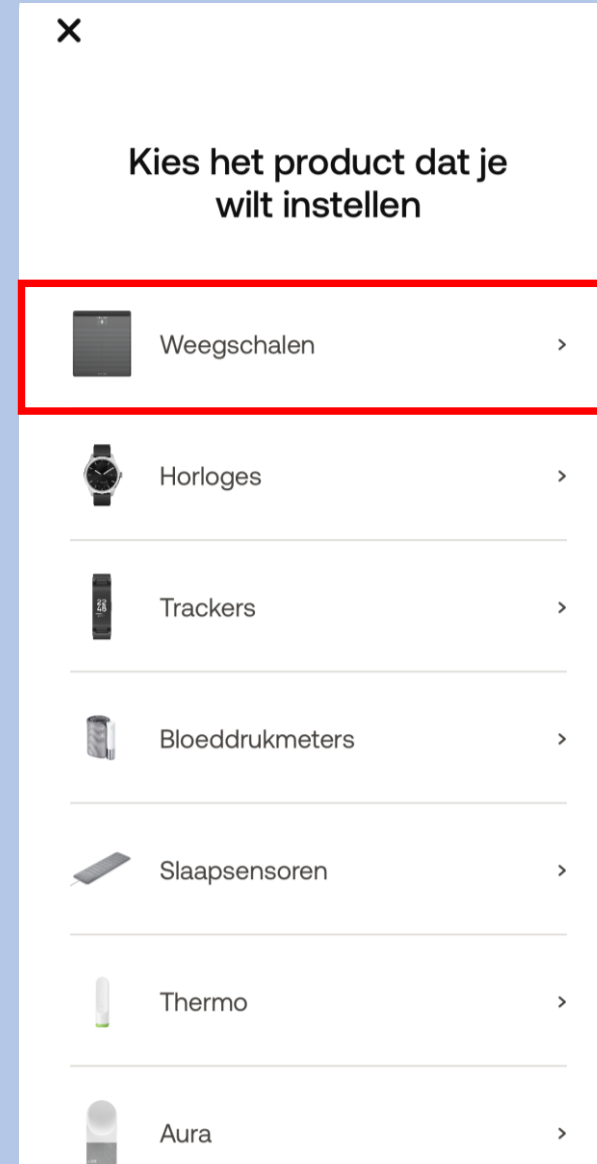 Kies het product dat je
wilt instellen
Weegschalen
Horloges
Trackers
Bloeddrukmeters
Slaapsensoren
Thermo
Aura